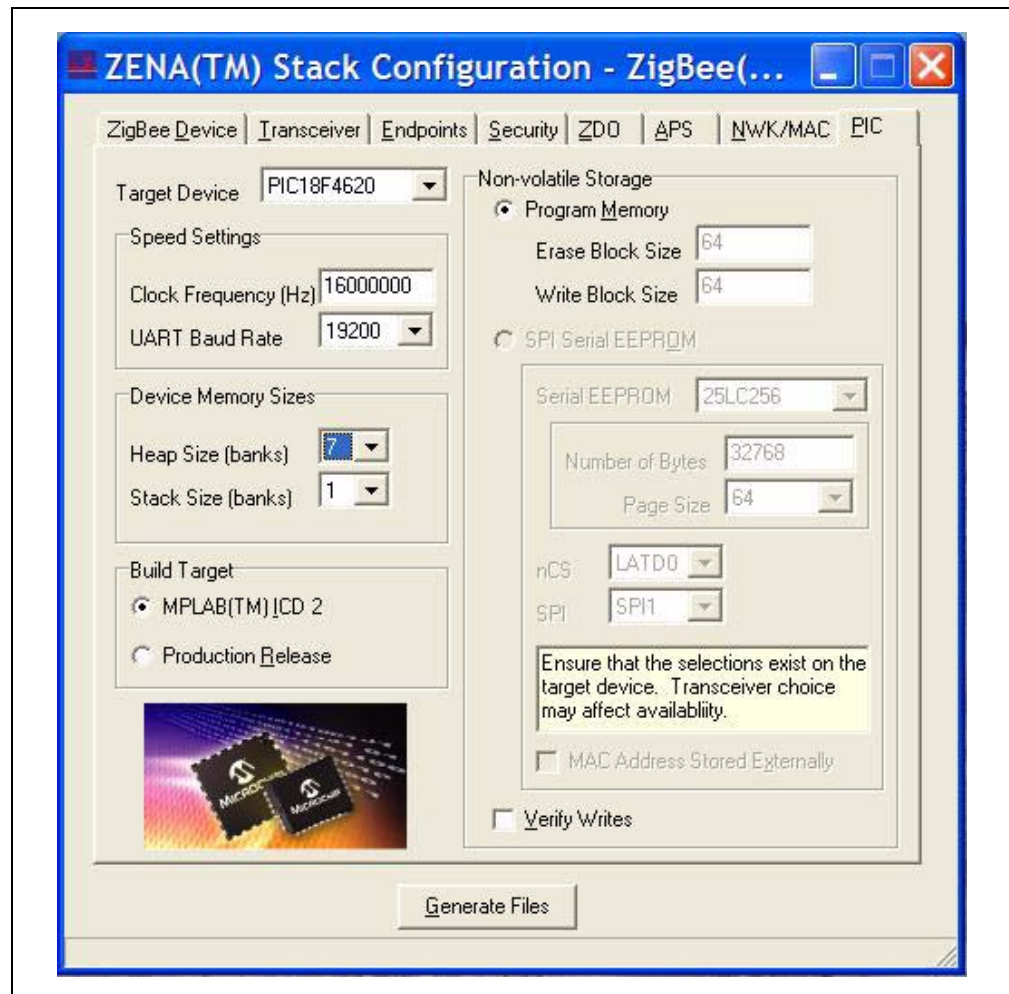 ZENA(TM) Stack Configuration - ZigBee(...
ZigBee Device
Transceiver
Endpoints
Security
ZDO
APS
NWK/MAC
PIC
Target Device
PIC18F4620
Speed Settings
Clock Frequency (Hz)
16000000
UART Baud Rate
19200
Device Memory Sizes
Heap Size (banks)
7
Stack Size (banks)
1
Build Target
MPLAB(TM) ICD 2
Production Release
MICROCHIP
MICROCHIP
Non-volatile Storage
Program Memory
Erase Block Size
64
Write Block Size
64
SPI Serial EEPROM
Serial EEPROM
25LC256
Number of Bytes
32768
Page Size
64
nCS
LATD0
SPI
SPI1
Ensure that the selections exist on the
target device. Transceiver choice
may affect availabliity.
MAC Address Stored Externally
Verify Writes
Generate Files